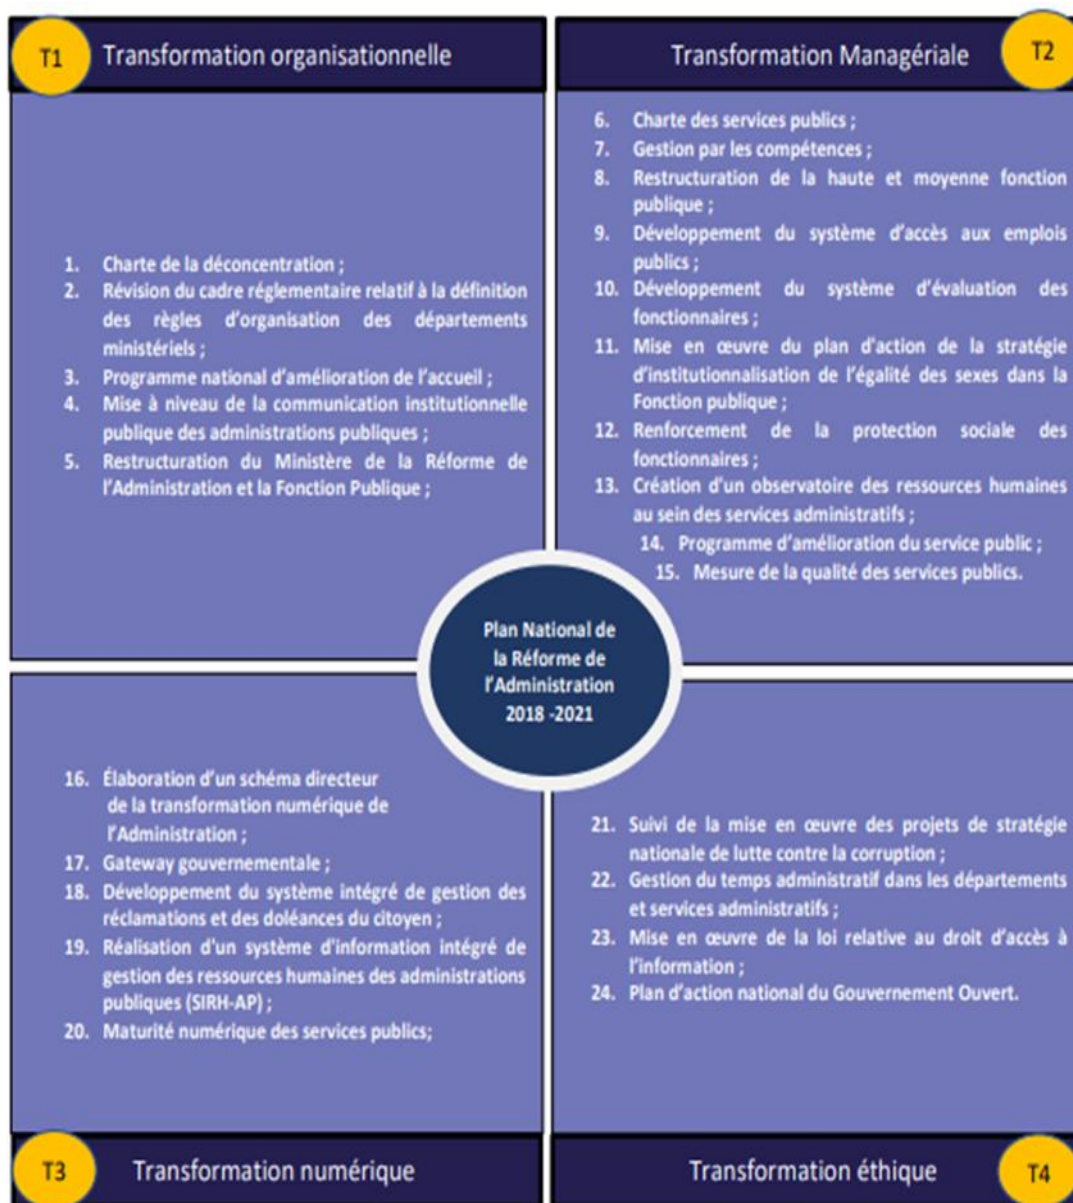 T1
Transformation organisationnelle
1. Charte de la déconcentration ;
2. Révision du cadre réglementaire relatif à la définition
des règles d'organisation des départements
ministériels ;
3. Programme national d'amélioration de l'accueil ;
4. Mise à niveau de la communication institutionnelle
publique des administrations publiques ;
5. Restructuration du Ministère de la Réforme de
l'Administration et la Fonction Publique ;
Transformation Managériale
T2
6. Charte des services publics ;
7. Gestion par les compétences ;
8. Restructuration de la haute et moyenne fonction
publique ;
9. Développement du système d'accès aux emplois
publics ;
10. Développement du système d'évaluation des
fonctionnaires ;
11. Mise en œuvre du plan d'action de la stratégie
d'institutionnalisation de l'égalité des sexes dans la
Fonction publique ;
12. Renforcement de la protection sociale des
fonctionnaires ;
13. Création d'un observatoire des ressources humaines
au sein des services administratifs ;
14. Programme d'amélioration du service public ;
15. Mesure de la qualité des services publics.
Plan National de
la Réforme de
l'Administration
2018 -2021
16. Élaboration d'un schéma directeur
de la transformation numérique de
l'Administration ;
17. Gateway gouvernementale ;
18. Développement du système intégré de gestion des
réclamations et des doléances du citoyen ;
19. Réalisation d'un système d'information intégré de
gestion des ressources humaines des administrations
publiques (SIRH-AP) ;
20. Maturité numérique des services publics;
T3
Transformation numérique
21. Suivi de la mise en œuvre des projets de stratégie
nationale de lutte contre la corruption ;
22. Gestion du temps administratif dans les départements
et services administratifs ;
23. Mise en œuvre de la loi relative au droit d'accès à
l'information ;
24. Plan d'action national du Gouvernement Ouvert.
Transformation éthique
T4